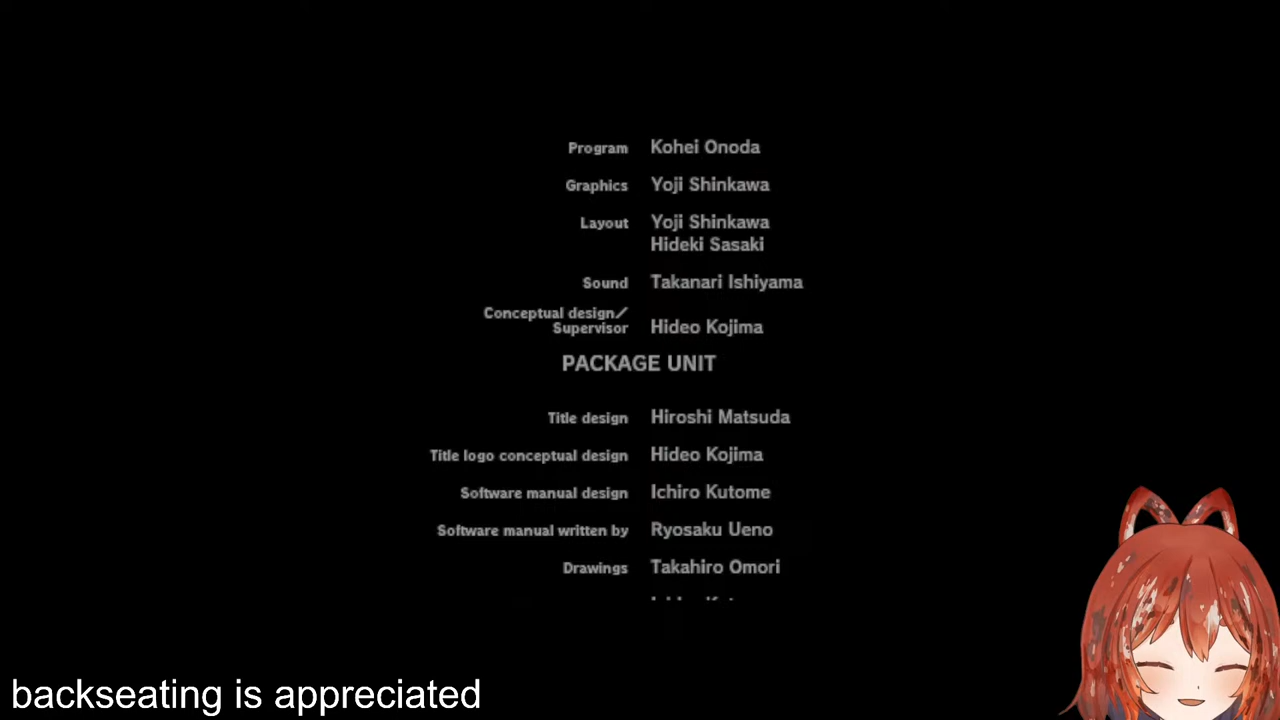 Program Kohei Onoda
Graphics Yoji Shinkawa
Layout Yoji Shinkawa
Hideki Sasaki
Sound Takanari Ishiyama
Conceptual design/
Supervisor Hideo Kojima
PACKAGE UNIT
Title design Hiroshi Matsuda
Title logo conceptual design Hideo Kojima
Software manual design Ichiro Kutome
Software manual written by Ryosaku Ueno
Drawings Takahiro Omori
backseating is appreciated